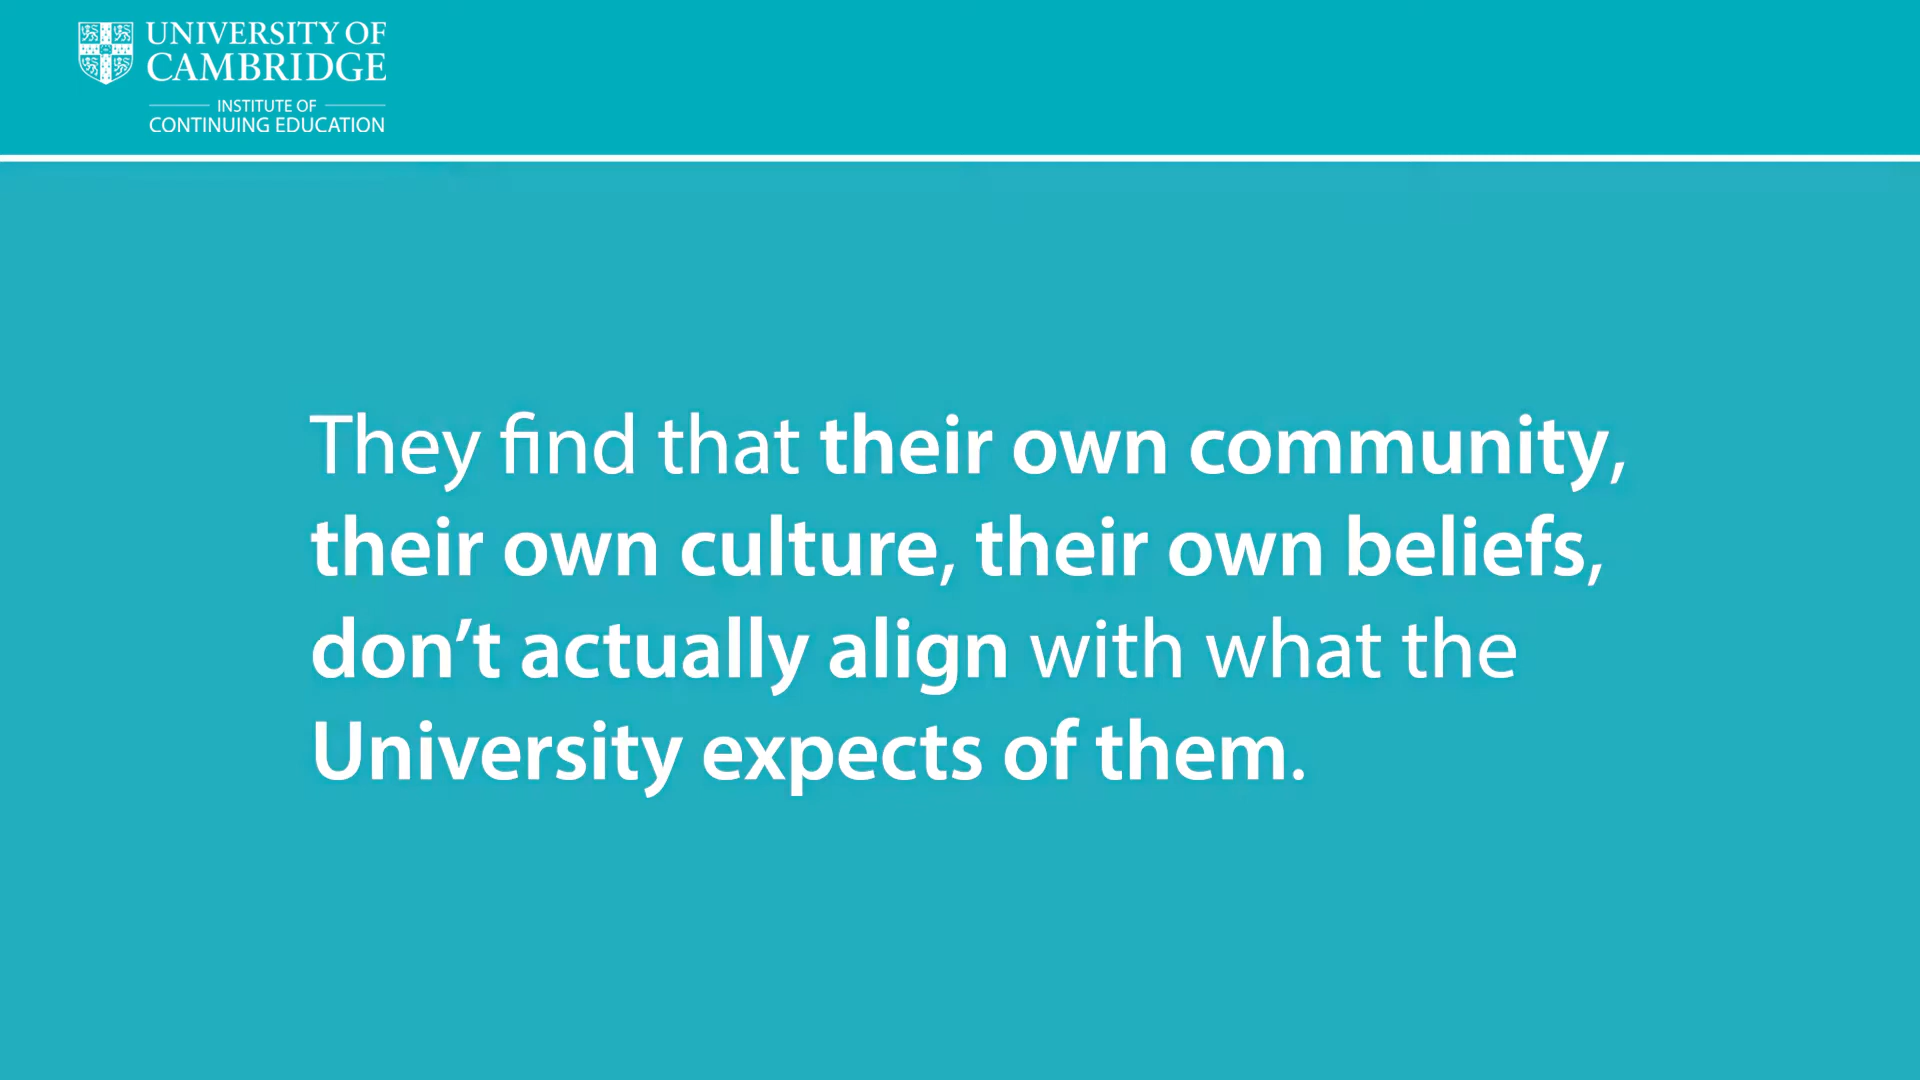 UNIVERSITY OF
CAMBRIDGE
INSTITUTE OF
CONTINUING EDUCATION
They find that their own community,
their own culture, their own beliefs,
don’t actually align with what the
University expects of them.